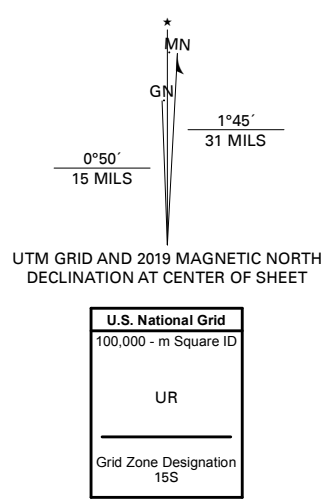 ★
MN
GN
1°45´
31 MILS
0°50´
15 MILS
UTM GRID AND 2019 MAGNETIC NORTH
DECLINATION AT CENTER OF SHEET
U.S. National Grid
100,000 - m Square ID
UR
Grid Zone Designation
15S